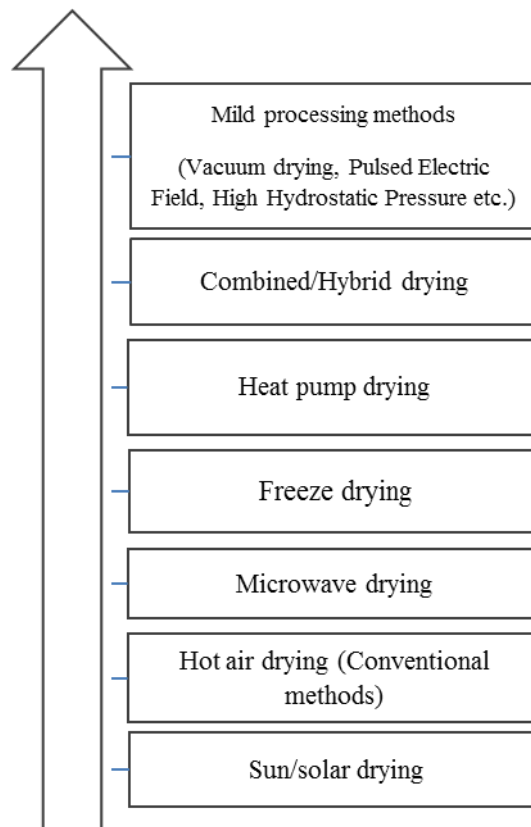 Mild processing methods
(Vacuum drying, Pulsed Electric
Field, High Hydrostatic Pressure etc.)
Combined/Hybrid drying
Heat pump drying
Freeze drying
Microwave drying
Hot air drying (Conventional
methods)
Sun/solar drying